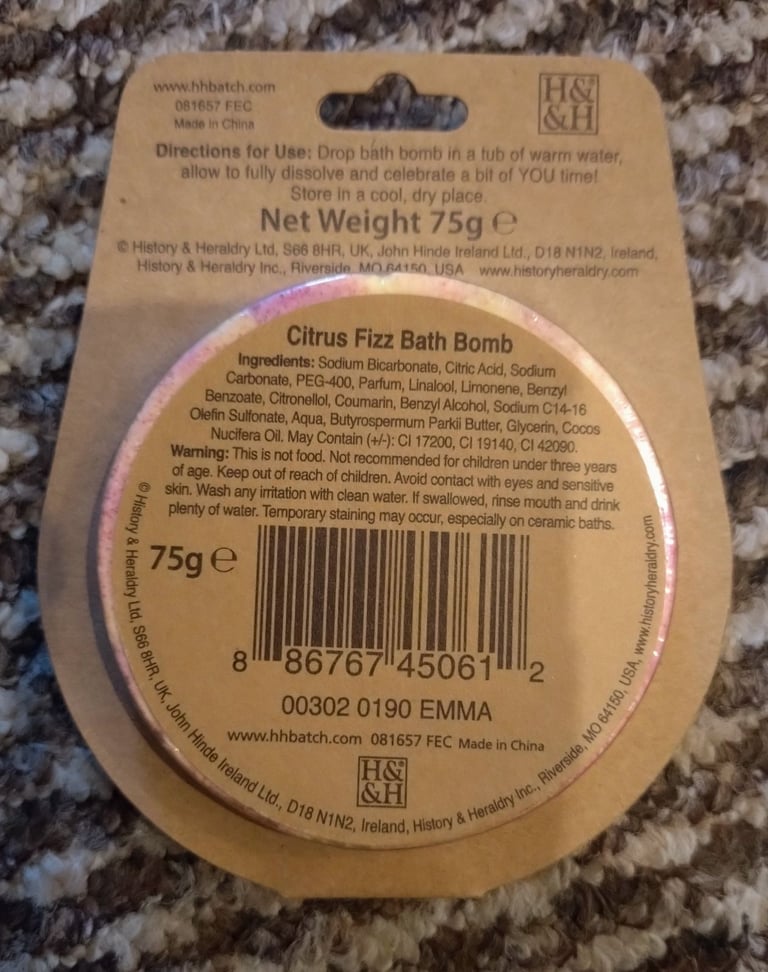 www.hhbatch.com
081657 FEC
Made in China
H&
&H
Directions for Use: Drop bath bomb in a tub of warm water,
allow to fully dissolve and celebrate a bit of YOU time!
Store in a cool, dry place.
Net Weight 75g ℮
© History & Heraldry Ltd, S66 8HR, UK, John Hinde Ireland Ltd., D18 N1N2, Ireland,
History & Heraldry Inc., Riverside, MO 64150, USA www.historyheraldry.com
Citrus Fizz Bath Bomb
Ingredients: Sodium Bicarbonate, Citric Acid, Sodium
Carbonate, PEG-400, Parfum, Linalool, Limonene, Benzyl
Benzoate, Citronellol, Coumarin, Benzyl Alcohol, Sodium C14-16
Olefin Sulfonate, Aqua, Butyrospermum Parkii Butter, Glycerin, Cocos
Nucifera Oil. May Contain (+/-): CI 17200, CI 19140, CI 42090.
Warning: This is not food. Not recommended for children under three years
of age. Keep out of reach of children. Avoid contact with eyes and sensitive
skin. Wash any irritation with clean water. If swallowed, rinse mouth and drink
plenty of water. Temporary staining may occur, especially on ceramic baths.
75g ℮
8 86767 45061 2
00302 0190 EMMA
www.hhbatch.com 081657 FEC Made in China
H&
&H
© History & Heraldry Ltd, S66 8HR, UK, John Hinde Ireland Ltd., D18 N1N2, Ireland, History & Heraldry Inc., Riverside, MO 64150, USA, www.historyheraldry.com